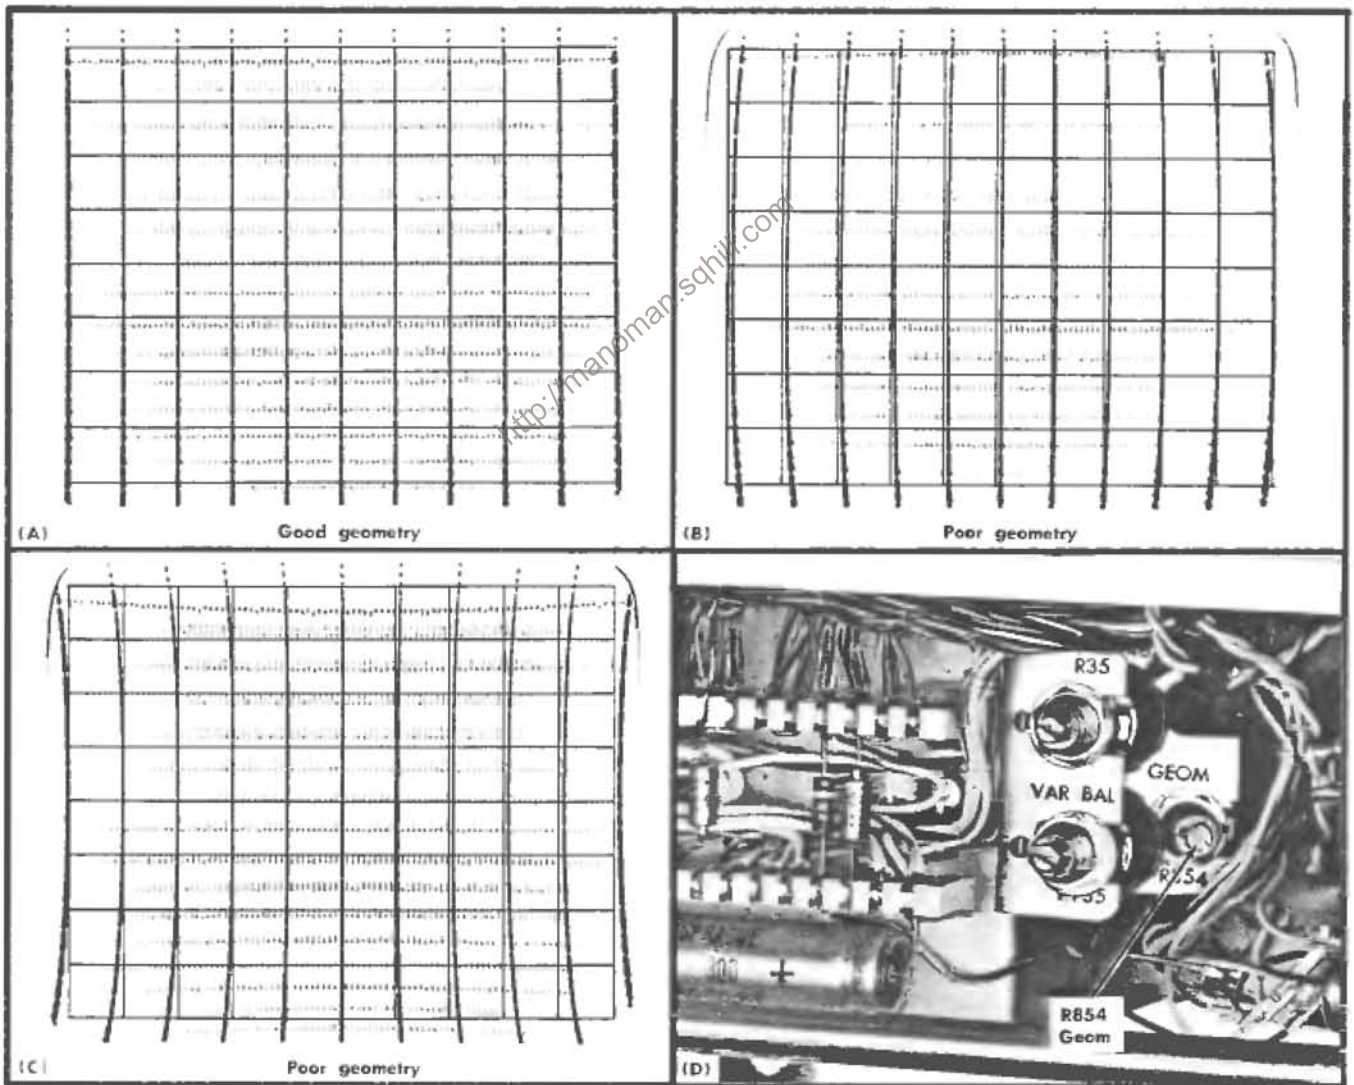 (A)
Good geometry
http://manoman.sqhill.com
(B)
Poor geometry
(C)
Poor geometry
R35
VAR BAL
GEOM
R854
Geom
(D)